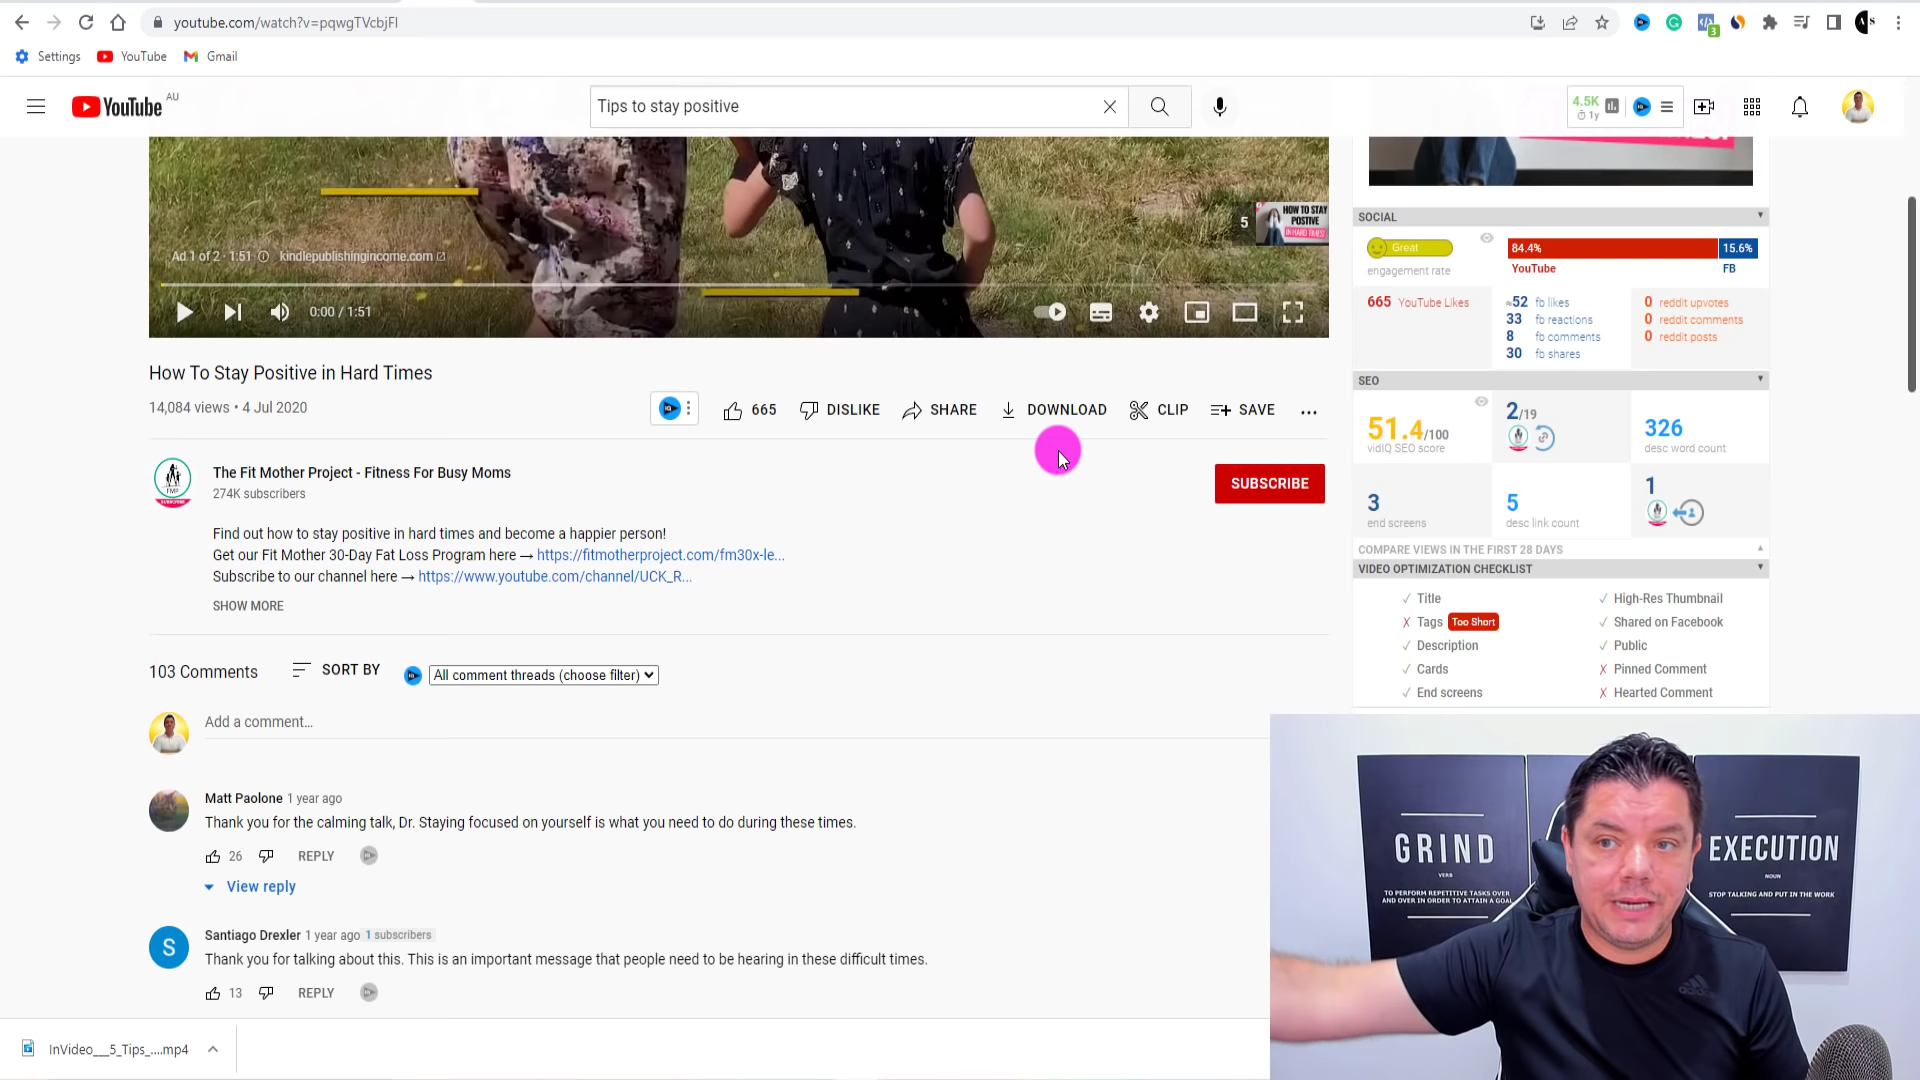 youtube.com/watch?v=pqwgTVcbjFI
Settings
YouTube
Gmail
YouTube AU
Tips to stay positive
4.5K
1y
5
HOW TO STAY
POSTIVE
IN HARD TIMES
Ad 1 of 2 · 1:51
kindlepublishingincome.com
0:00 / 1:51
How To Stay Positive in Hard Times
14,084 views • 4 Jul 2020
665
DISLIKE
SHARE
DOWNLOAD
CLIP
SAVE
The Fit Mother Project - Fitness For Busy Moms
274K subscribers
SUBSCRIBE
Find out how to stay positive in hard times and become a happier person!
Get our Fit Mother 30-Day Fat Loss Program here → https://fitmotherproject.com/fm30x-le...
Subscribe to our channel here → https://www.youtube.com/channel/UCK_R...
SHOW MORE
103 Comments
SORT BY
All comment threads (choose filter)
Add a comment...
Matt Paolone 1 year ago
Thank you for the calming talk, Dr. Staying focused on yourself is what you need to do during these times.
26 REPLY
View reply
S
Santiago Drexler 1 year ago 1 subscribers
Thank you for talking about this. This is an important message that people need to be hearing in these difficult times.
13 REPLY
InVideo___5_Tips_....mp4
SOCIAL
Great
engagement rate
84.4% 15.6%
YouTube FB
665 YouTube Likes
≈52 fb likes
33 fb reactions
8 fb comments
30 fb shares
0 reddit upvotes
0 reddit comments
0 reddit posts
SEO
51.4/100
vidIQ SEO score
2/19
326
desc word count
3
end screens
5
desc link count
1
COMPARE VIEWS IN THE FIRST 28 DAYS
VIDEO OPTIMIZATION CHECKLIST
✓ Title
✗ Tags Too Short
✓ Description
✓ Cards
✓ End screens
✓ High-Res Thumbnail
✓ Shared on Facebook
✓ Public
✗ Pinned Comment
✗ Hearted Comment
GRIND
VERB
TO PERFORM REPETITIVE TASKS OVER
AND OVER IN ORDER TO ATTAIN A GOAL
EXECUTION
NOUN
STOP TALKING AND PUT IN THE WORK
adidas